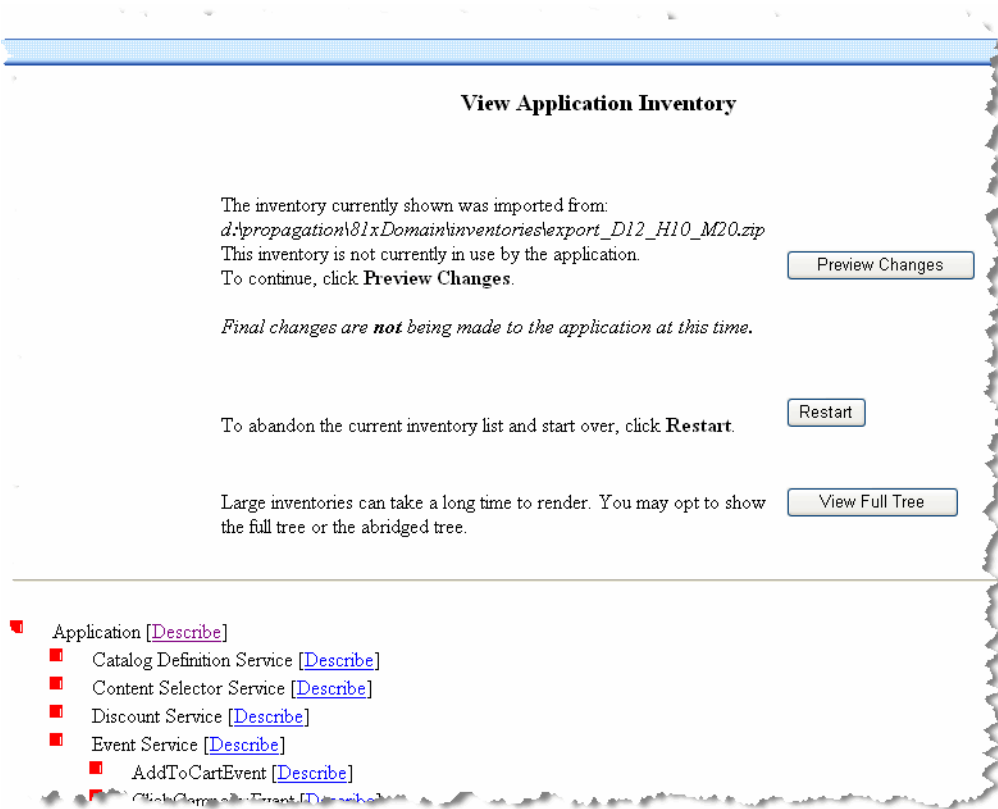 View Application Inventory
The inventory currently shown was imported from:
d:\propagation\81xDomain\inventories\export_D12_H10_M20.zip
This inventory is not currently in use by the application.
To continue, click Preview Changes.
Preview Changes
Final changes are not being made to the application at this time.
To abandon the current inventory list and start over, click Restart.
Restart
Large inventories can take a long time to render. You may opt to show
the full tree or the abridged tree.
View Full Tree
Application [Describe]
Catalog Definition Service [Describe]
Content Selector Service [Describe]
Discount Service [Describe]
Event Service [Describe]
AddToCartEvent [Describe]